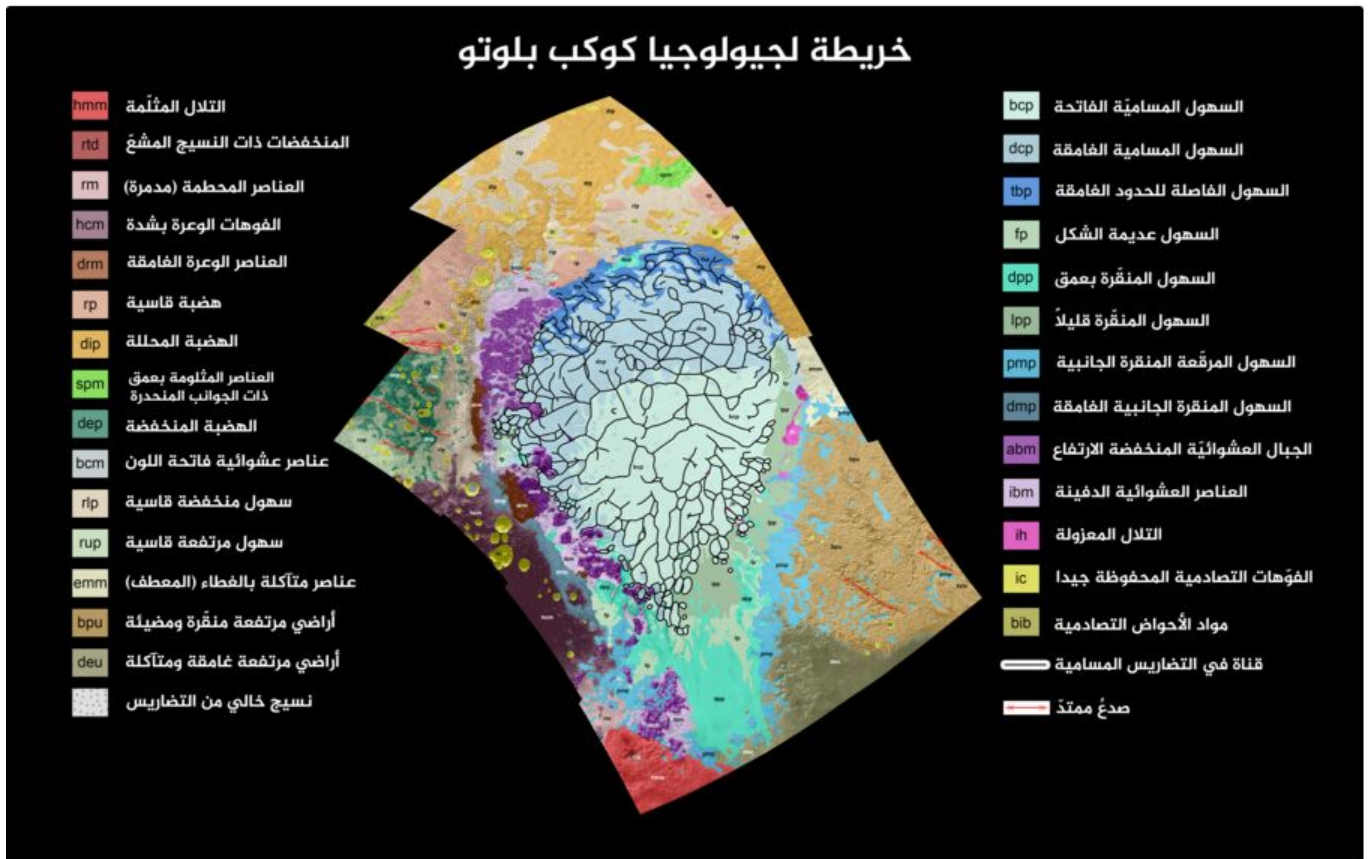 خريطة لجيولوجيا كوكب بلوتو
bcp السهول المساميّة الفاتحة
dcp السهول المسامية الغامقة
tbp السهول الفاصلة للحدود الغامقة
fp السهول عديمة الشكل
dpp السهول المنقّرة بعمق
lpp السهول المنقّرة قليلاً
pmp السهول المرقّعة المنقرة الجانبية
dmp السهول المنقرة الجانبية الغامقة
abm الجبال العشوائيّة المنخفضة الارتفاع
ibm العناصر العشوائية الدفينة
ih التلال المعزولة
ic الفوّهات التصادمية المحفوظة جيدا
bib مواد الأحواض التصادمية
قناة في التضاريس المسامية
صدعُ ممتدّ
hmm التلال المثلّمة
rtd المنخفضات ذات النسيج المشعّ
rm العناصر المحطمة (مدمرة)
hcm الفوهات الوعرة بشدة
drm العناصر الوعرة الغامقة
rp هضبة قاسية
dip الهضبة المحللة
spm العناصر المثلومة بعمق
ذات الجوانب المنحدرة
dep الهضبة المنخفضة
bcm عناصر عشوائية فاتحة اللون
rlp سهول منخفضة قاسية
rup سهول مرتفعة قاسية
emm عناصر متآكلة بالغطاء (المعطف)
bpu أراضي مرتفعة منقّرة ومضيئة
deu أراضي مرتفعة غامقة ومتآكلة
نسيج خالي من التضاريس